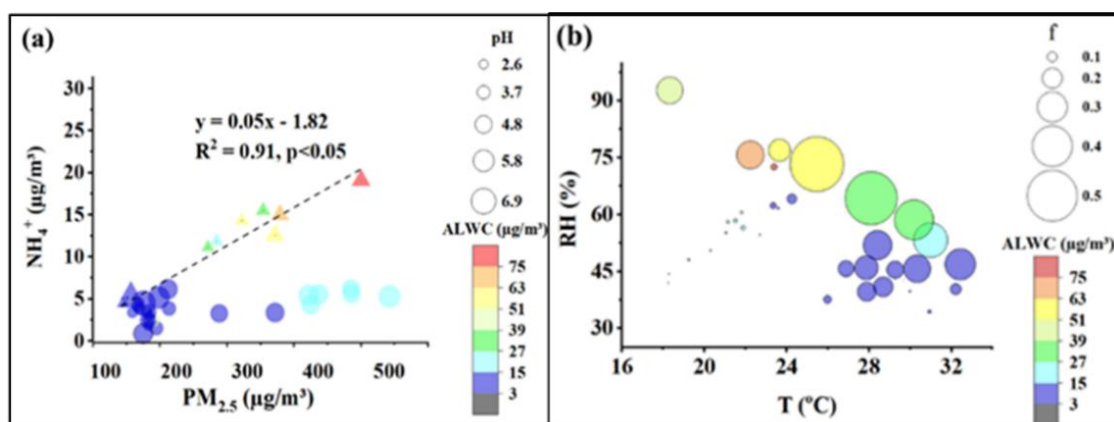 (a)
pH
2.6
3.7
4.8
5.8
6.9
y = 0.05x - 1.82
R² = 0.91, p<0.05
NH₄⁺ (μg/m³)
30
25
20
15
10
5
0
100 200 300 400 500
PM₂.₅ (μg/m³)
ALWC (μg/m³)
75
63
51
39
27
15
3
(b)
f
0.1
0.2
0.3
0.4
0.5
RH (%)
90
75
60
45
30
16 20 24 28 32
T (ºC)
ALWC (μg/m³)
75
63
51
39
27
15
3